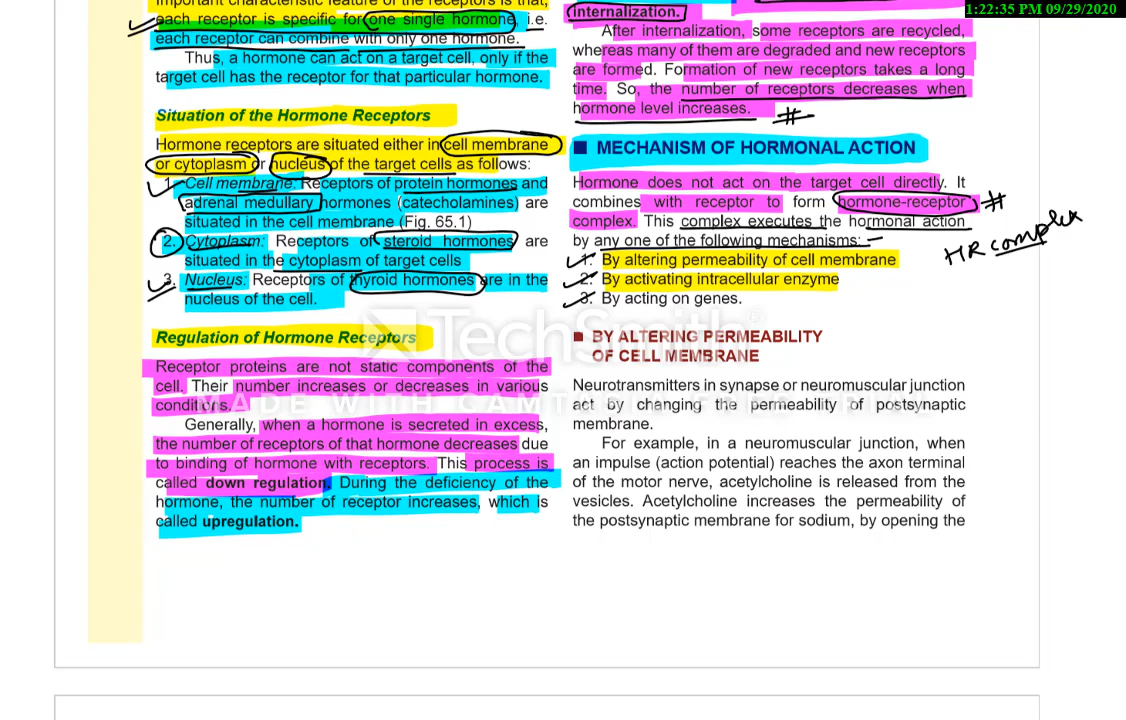 important characteristic feature of the receptors is that,
each receptor is specific for one single hormone, i.e.
each receptor can combine with only one hormone.
Thus, a hormone can act on a target cell, only if the
target cell has the receptor for that particular hormone.
Situation of the Hormone Receptors
Hormone receptors are situated either in cell membrane
or cytoplasm or nucleus of the target cells as follows:
1. Cell membrane: Receptors of protein hormones and
adrenal medullary hormones (catecholamines) are
situated in the cell membrane (Fig. 65.1)
2. Cytoplasm: Receptors of steroid hormones are
situated in the cytoplasm of target cells
3. Nucleus: Receptors of thyroid hormones are in the
nucleus of the cell.
Regulation of Hormone Receptors
Receptor proteins are not static components of the
cell. Their number increases or decreases in various
conditions.
Generally, when a hormone is secreted in excess,
the number of receptors of that hormone decreases due
to binding of hormone with receptors. This process is
called down regulation. During the deficiency of the
hormone, the number of receptor increases, which is
called upregulation.
1:22:35 PM 09/29/2020
internalization.
After internalization, some receptors are recycled,
whereas many of them are degraded and new receptors
are formed. Formation of new receptors takes a long
time. So, the number of receptors decreases when
hormone level increases. #
MECHANISM OF HORMONAL ACTION
Hormone does not act on the target cell directly. It
combines with receptor to form hormone-receptor #
complex. This complex executes the hormonal action
by any one of the following mechanisms:
HR complex
1. By altering permeability of cell membrane
2. By activating intracellular enzyme
3. By acting on genes.
BY ALTERING PERMEABILITY
OF CELL MEMBRANE
Neurotransmitters in synapse or neuromuscular junction
act by changing the permeability of postsynaptic
membrane.
For example, in a neuromuscular junction, when
an impulse (action potential) reaches the axon terminal
of the motor nerve, acetylcholine is released from the
vesicles. Acetylcholine increases the permeability of
the postsynaptic membrane for sodium, by opening the
TechSmith